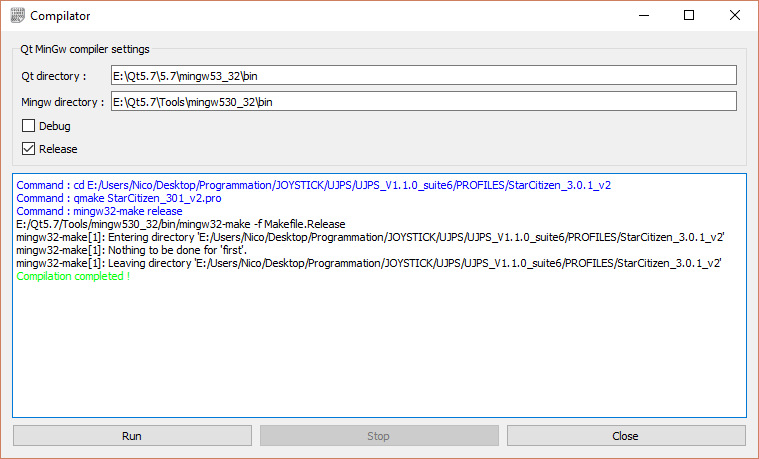 Compilator
Qt MinGw compiler settings
Qt directory : E:\Qt5.7\5.7\mingw53_32\bin
Mingw directory : E:\Qt5.7\Tools\mingw530_32\bin
Debug
Release
Command : cd E:/Users/Nico/Desktop/Programmation/JOYSTICK/UJPS/UJPS_V1.1.0_suite6/PROFILES/StarCitizen_3.0.1_v2
Command : qmake StarCitizen_301_v2.pro
Command : mingw32-make release
E:/Qt5.7/Tools/mingw530_32/bin/mingw32-make -f Makefile.Release
mingw32-make[1]: Entering directory 'E:/Users/Nico/Desktop/Programmation/JOYSTICK/UJPS/UJPS_V1.1.0_suite6/PROFILES/StarCitizen_3.0.1_v2'
mingw32-make[1]: Nothing to be done for 'first'.
mingw32-make[1]: Leaving directory 'E:/Users/Nico/Desktop/Programmation/JOYSTICK/UJPS/UJPS_V1.1.0_suite6/PROFILES/StarCitizen_3.0.1_v2'
Compilation completed !
Run Stop Close